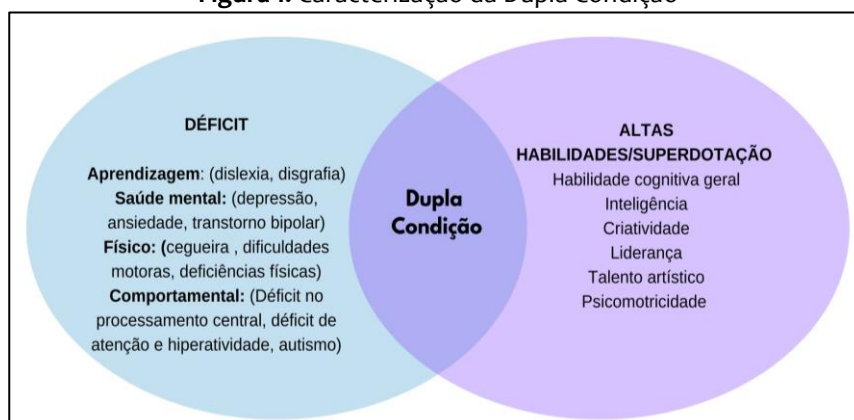 Figura 1. Caracterização da Dupla Condição
DÉFICIT
Aprendizagem: (dislexia, disgrafia)
Saúde mental: (depressão,
ansiedade, transtorno bipolar)
Físico: (cegueira , dificuldades
motoras, deficiências físicas)
Comportamental: (Déficit no
processamento central, déficit de
atenção e hiperatividade, autismo)
Dupla
Condição
ALTAS
HABILIDADES/SUPERDOTAÇÃO
Habilidade cognitiva geral
Inteligência
Criatividade
Liderança
Talento artístico
Psicomotricidade